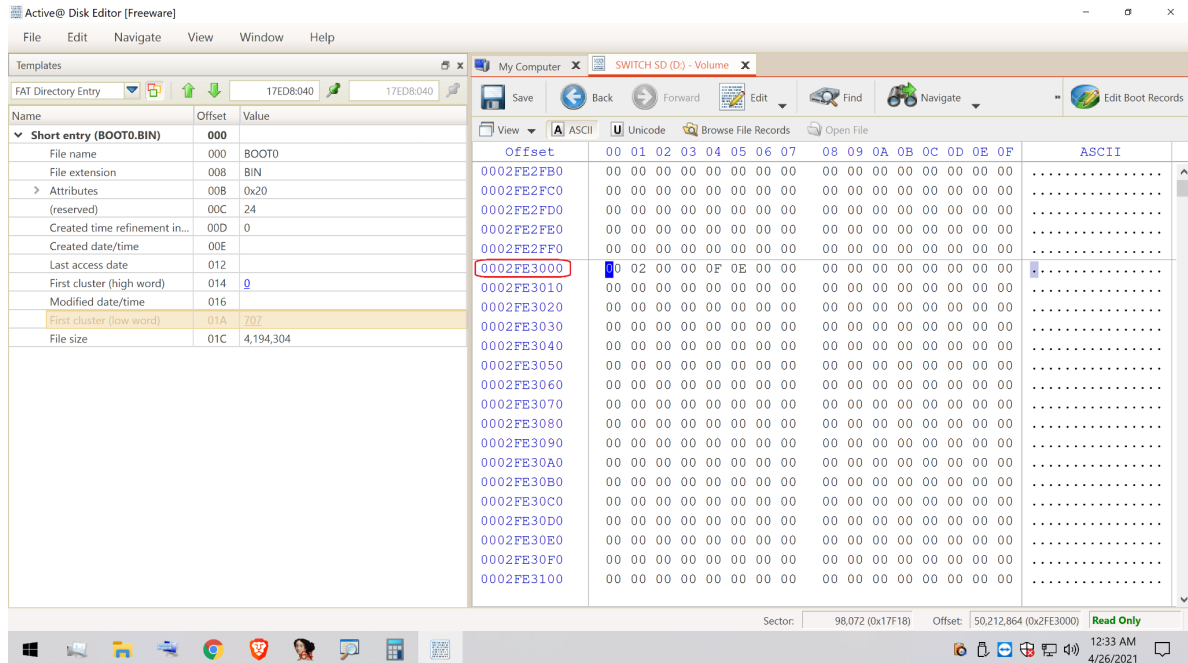 Active@ Disk Editor [Freeware]
File Edit Navigate View Window Help
Templates
My Computer X SWITCH SD (D:) - Volume X
FAT Directory Entry 17ED8:040 17ED8:040
Save Back Forward Edit Find Navigate » Edit Boot Records
Name Offset Value
View A ASCII U Unicode Browse File Records Open File
Short entry (BOOT0.BIN) 000
File name 000 BOOT0
File extension 008 BIN
Attributes 00B 0x20
(reserved) 00C 24
Created time refinement in... 00D 0
Created date/time 00E
Last access date 012
First cluster (high word) 014 0
Modified date/time 016
First cluster (low word) 01A 707
File size 01C 4,194,304
Offset 00 01 02 03 04 05 06 07 08 09 0A 0B 0C 0D 0E 0F ASCII
0002FE2FB0 00 00 00 00 00 00 00 00 00 00 00 00 00 00 00 00 ................
0002FE2FC0 00 00 00 00 00 00 00 00 00 00 00 00 00 00 00 00 ................
0002FE2FD0 00 00 00 00 00 00 00 00 00 00 00 00 00 00 00 00 ................
0002FE2FE0 00 00 00 00 00 00 00 00 00 00 00 00 00 00 00 00 ................
0002FE2FF0 00 00 00 00 00 00 00 00 00 00 00 00 00 00 00 00 ................
0002FE3000 00 02 00 00 0F 0E 00 00 00 00 00 00 00 00 00 00 ................
0002FE3010 00 00 00 00 00 00 00 00 00 00 00 00 00 00 00 00 ................
0002FE3020 00 00 00 00 00 00 00 00 00 00 00 00 00 00 00 00 ................
0002FE3030 00 00 00 00 00 00 00 00 00 00 00 00 00 00 00 00 ................
0002FE3040 00 00 00 00 00 00 00 00 00 00 00 00 00 00 00 00 ................
0002FE3050 00 00 00 00 00 00 00 00 00 00 00 00 00 00 00 00 ................
0002FE3060 00 00 00 00 00 00 00 00 00 00 00 00 00 00 00 00 ................
0002FE3070 00 00 00 00 00 00 00 00 00 00 00 00 00 00 00 00 ................
0002FE3080 00 00 00 00 00 00 00 00 00 00 00 00 00 00 00 00 ................
0002FE3090 00 00 00 00 00 00 00 00 00 00 00 00 00 00 00 00 ................
0002FE30A0 00 00 00 00 00 00 00 00 00 00 00 00 00 00 00 00 ................
0002FE30B0 00 00 00 00 00 00 00 00 00 00 00 00 00 00 00 00 ................
0002FE30C0 00 00 00 00 00 00 00 00 00 00 00 00 00 00 00 00 ................
0002FE30D0 00 00 00 00 00 00 00 00 00 00 00 00 00 00 00 00 ................
0002FE30E0 00 00 00 00 00 00 00 00 00 00 00 00 00 00 00 00 ................
0002FE30F0 00 00 00 00 00 00 00 00 00 00 00 00 00 00 00 00 ................
0002FE3100 00 00 00 00 00 00 00 00 00 00 00 00 00 00 00 00 ................
Sector: 98,072 (0x17F18) Offset: 50,212,864 (0x2FE3000) Read Only
12:33 AM
4/26/2021